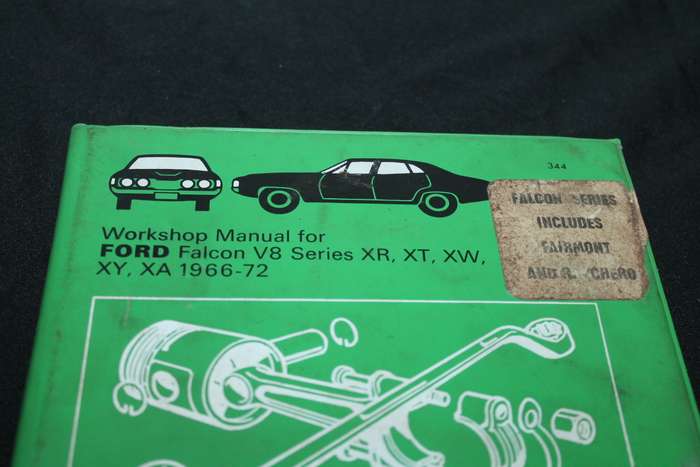 344
Workshop Manual for
FORD Falcon V8 Series XR, XT, XW,
XY, XA 1966-72
FALCON SERIES
INCLUDES
FAIRMONT
AND